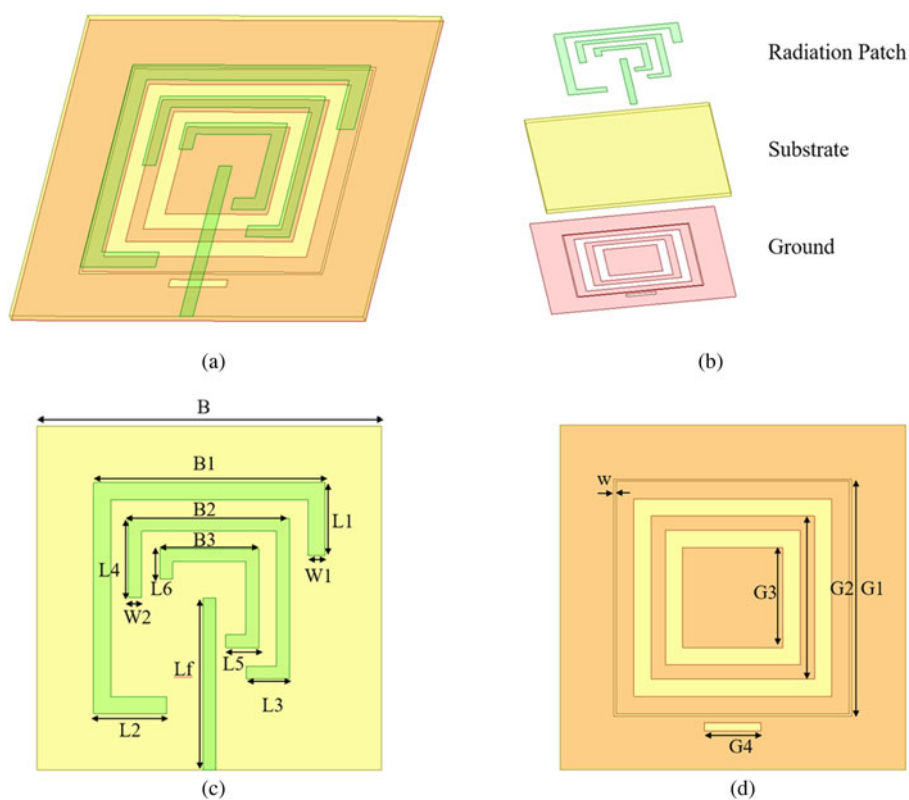 Radiation Patch
Substrate
Ground
(a)
(b)
B
B1
L1
B2
B3
L4
L6
W1
W2
Lf
L5
L3
L2
(c)
w
G3
G2
G1
G4
(d)